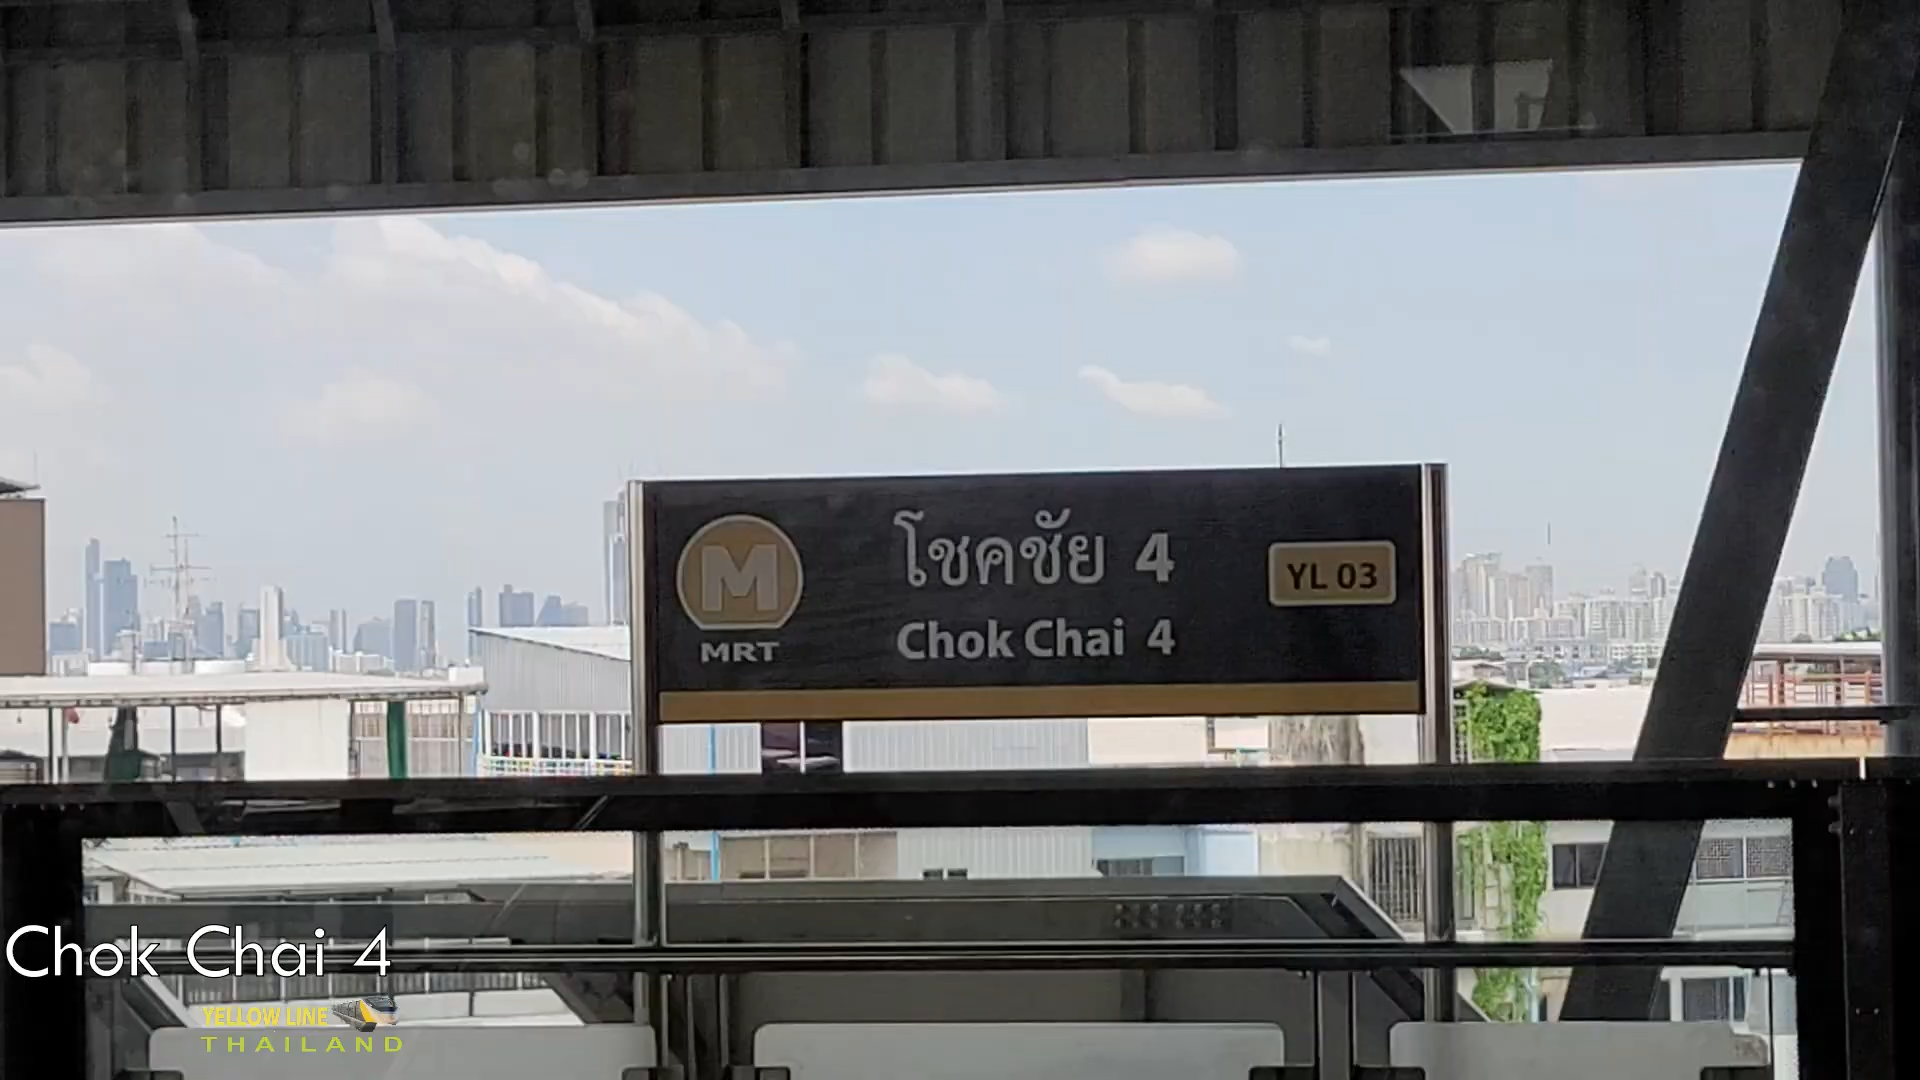 M
MRT
โชคชัย 4
Chok Chai 4
YL 03
Chok Chai 4
YELLOW LINE
THAILAND